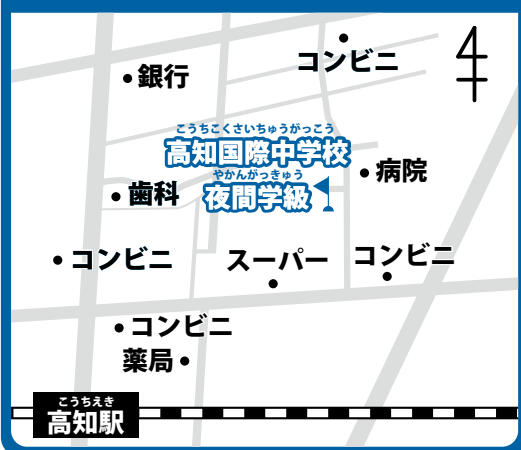 コンビニ
銀行
こうちこくさいちゅうがっこう
高知国際中学校
やかんがっきゅう
夜間学級
病院
歯科
コンビニ
スーパー
コンビニ
コンビニ
薬局
こうちえき
高知駅